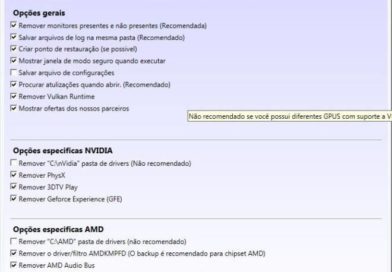 Opções gerais
Remover monitores presentes e não presentes (Recomendada)
Salvar arquivos de log na mesma pasta (Recomendado)
Criar ponto de restauração (se possivel)
Mostrar janela de modo seguro quando executar
Salvar arquivo de configurações
Procurar atulizações quando abrir. (Recomendado)
Remover Vulkan Runtime
Mostrar ofertas dos nossos parceiros
Não recomendado se você possui diferentes GPUS com suporte a V
Opções especificas NVIDIA
Remover "C:\nVidia" pasta de drivers (Não recomendado)
Remover PhysX
Remover 3DTV Play
Remover Geforce Experience (GFE)
Opções especificas AMD
Remover "C:\AMD" pasta de drivers (não recomendado)
Remover o driver/filtro AMDKMPFD (O backup é recomendado para chipset AMD)
Remover AMD Audio Bus